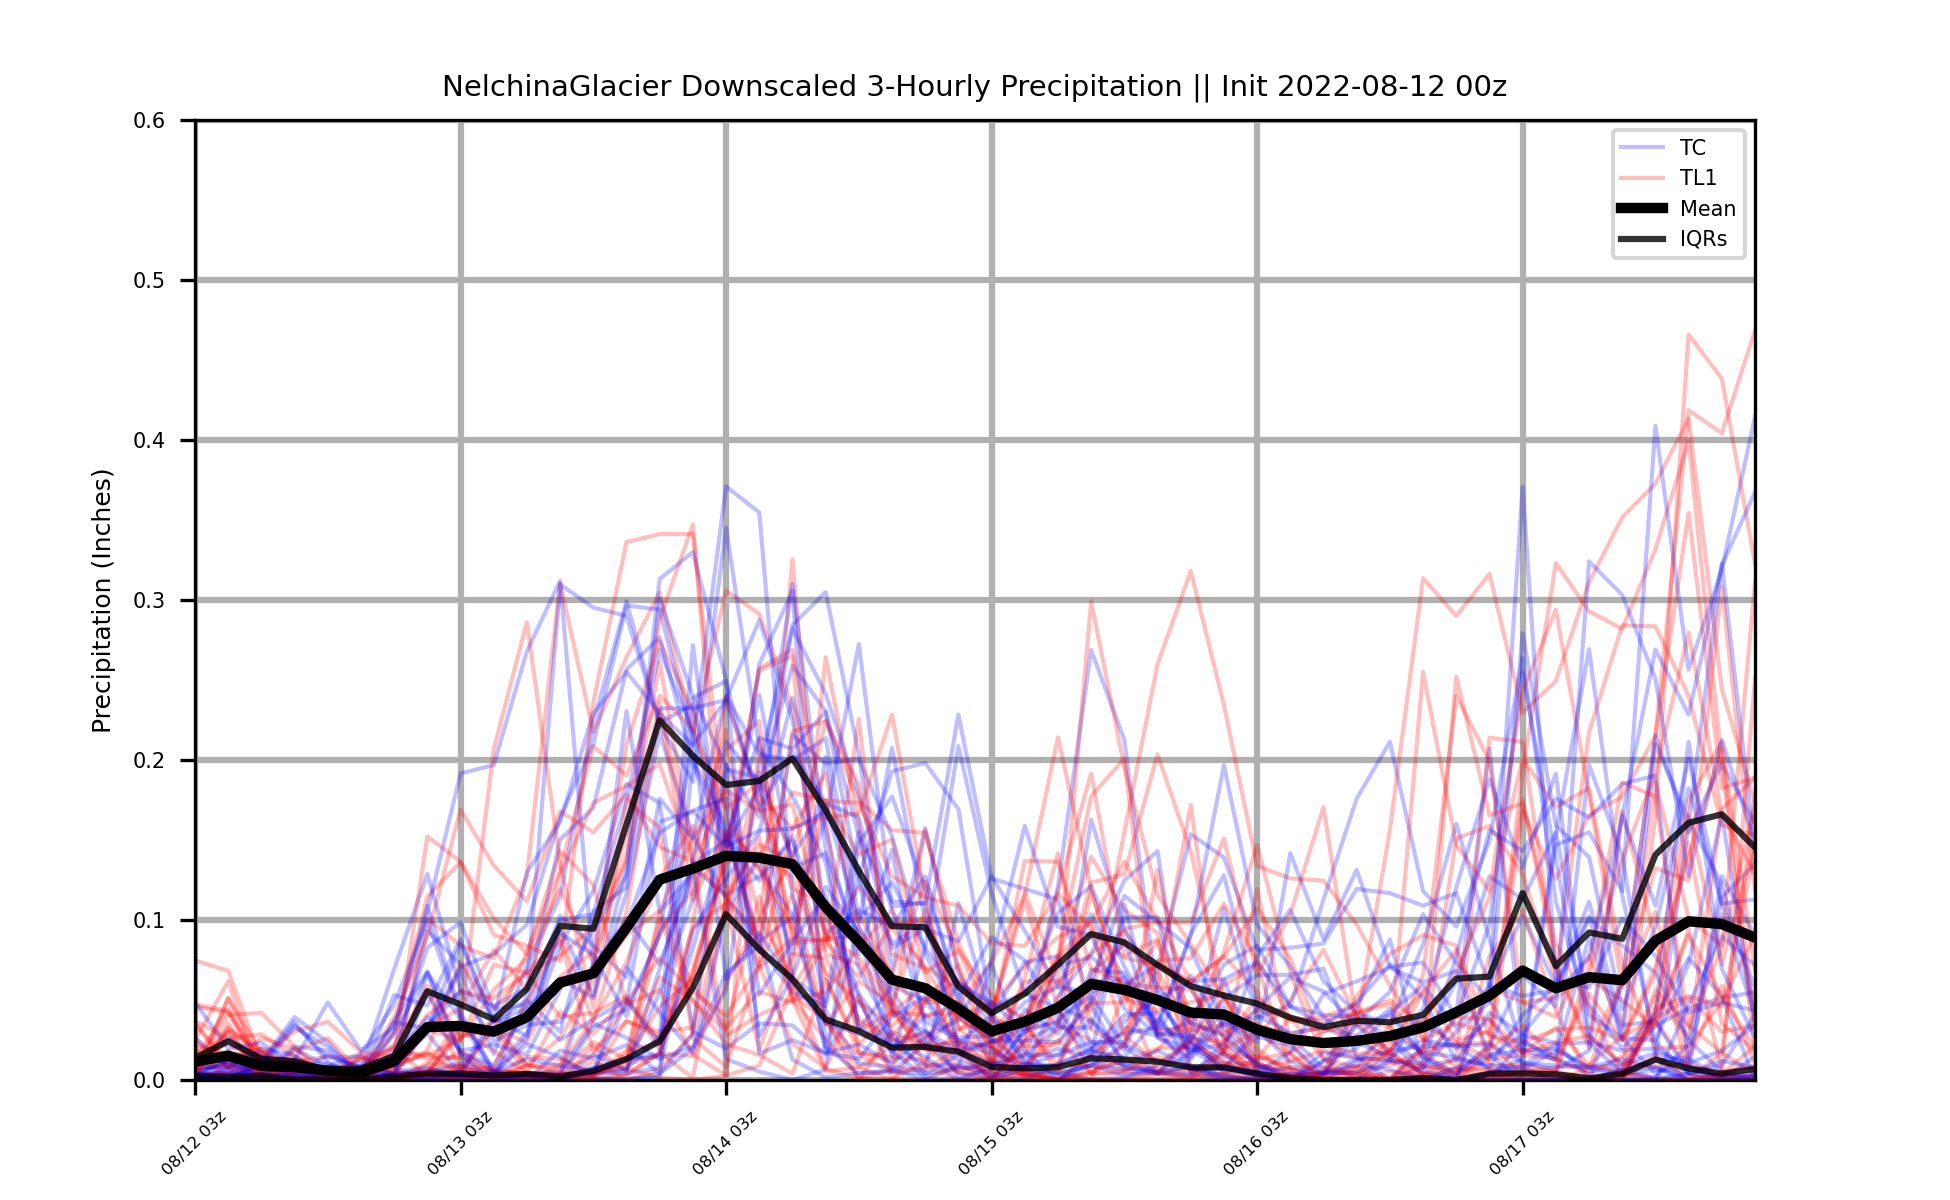 NelchinaGlacier Downscaled 3-Hourly Precipitation || Init 2022-08-12 00z
Precipitation (Inches)
0.6
0.5
0.4
0.3
0.2
0.1
0.0
TC
TL1
Mean
IQRs
08/12 03z
08/13 03z
08/14 03z
08/15 03z
08/16 03z
08/17 03z